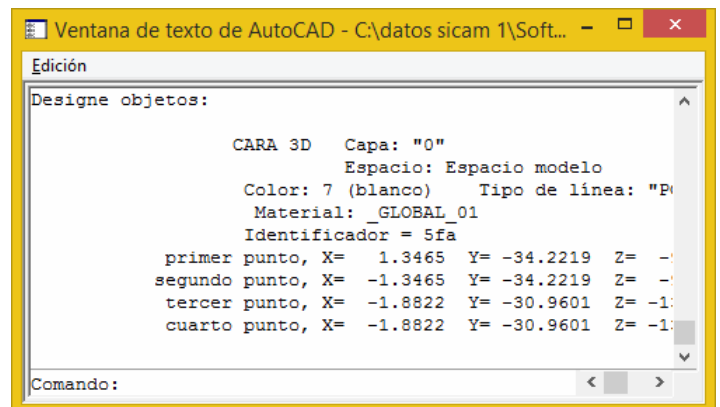 Ventana de texto de AutoCAD - C:\datos sicam 1\Soft...
Edición
Designe objetos:
CARA 3D Capa: "0"
Espacio: Espacio modelo
Color: 7 (blanco) Tipo de línea:
Material: _GLOBAL_01
Identificador = 5fa
primer punto, X= 1.3465 Y= -34.2219 Z=
segundo punto, X= -1.3465 Y= -34.2219 Z=
tercer punto, X= -1.8822 Y= -30.9601 Z=
cuarto punto, X= -1.8822 Y= -30.9601 Z=
Comando: